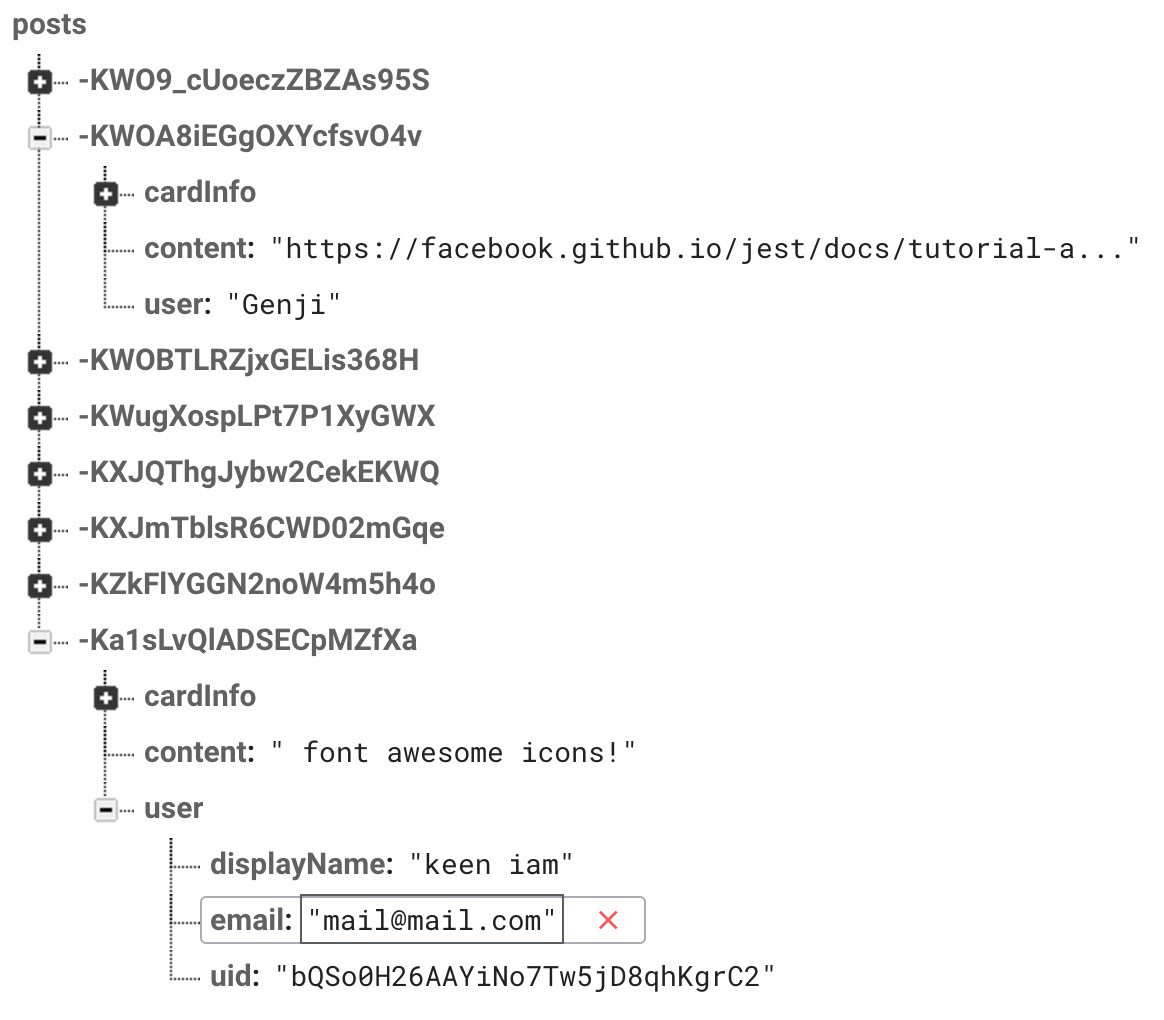 posts
-KWO9_cUoeczZBZAs95S
-KWOA8iEGgOXYcfsvO4v
cardInfo
content: "https://facebook.github.io/jest/docs/tutorial-a..."
user: "Genji"
-KWOBTLRZjxGELis368H
-KWugXospLPt7P1XyGWX
-KXJQThgJybw2CekEKWQ
-KXJmTblsR6CWD02mGqe
-KZkFlYGGN2noW4m5h4o
-Ka1sLvQlADSECpMZfXa
cardInfo
content: " font awesome icons!"
user
displayName: "keen iam"
email: "mail@mail.com"
uid: "bQSo0H26AAYiNo7Tw5jD8qhKgrC2"